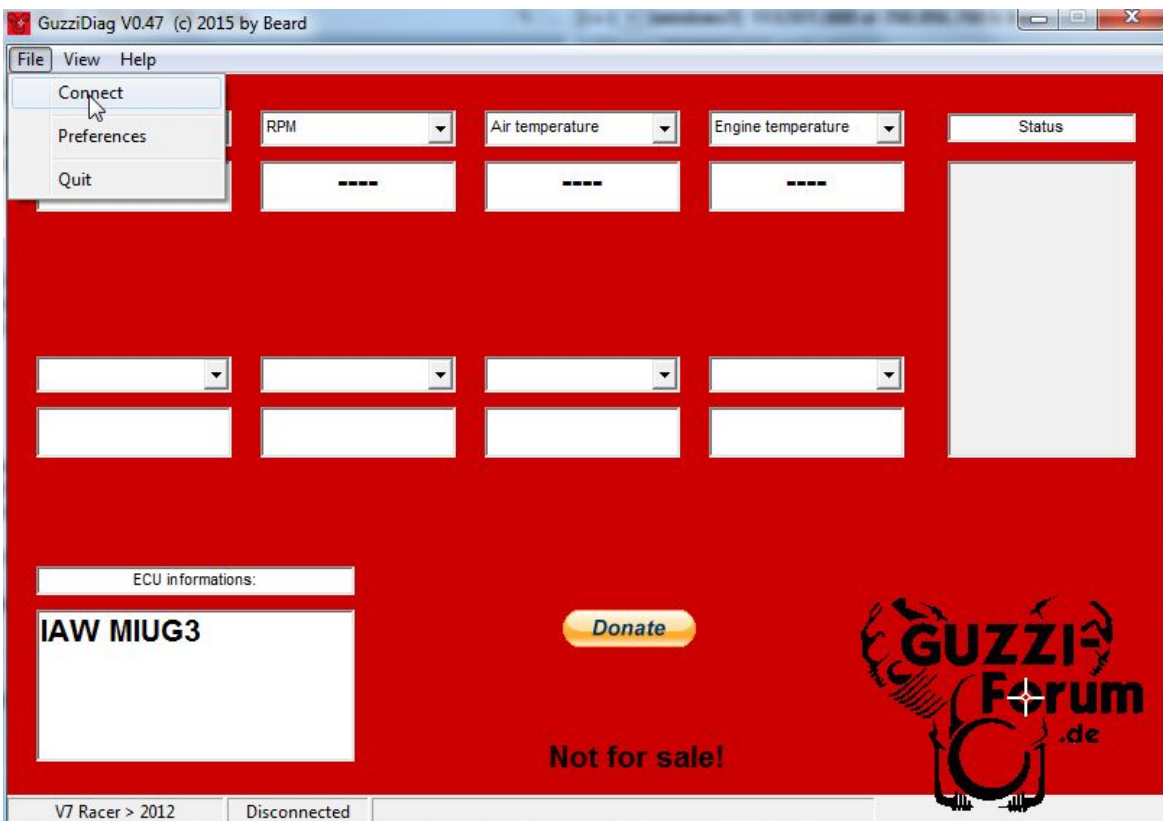 GuzziDiag V0.47 (c) 2015 by Beard
File View Help
Connect
Preferences
Quit
RPM
Air temperature
Engine temperature
Status
----
----
----
ECU informations:
IAW MIUG3
Donate
GUZZI-
Forum
.de
Not for sale!
V7 Racer > 2012
Disconnected